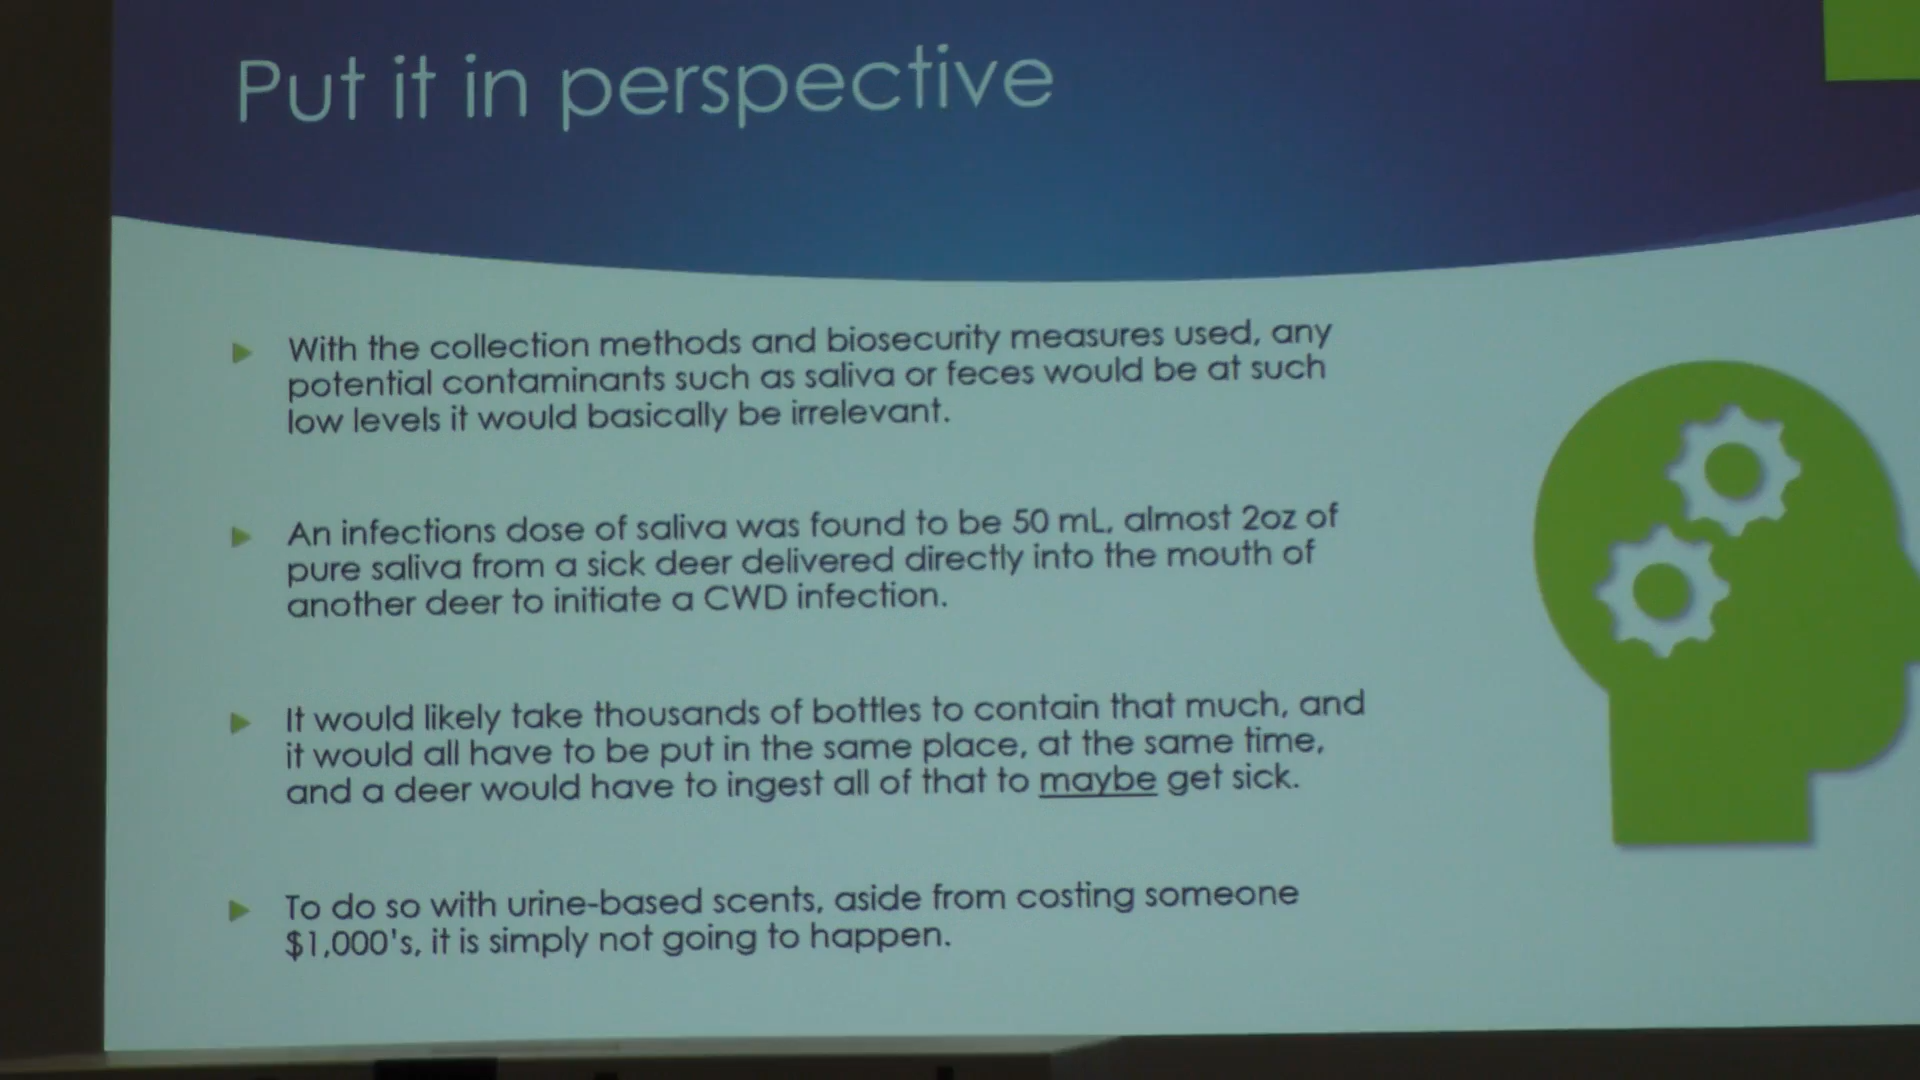 Put it in perspective
With the collection methods and biosecurity measures used, any
potential contaminants such as saliva or feces would be at such
low levels it would basically be irrelevant.
An infections dose of saliva was found to be 50 mL, almost 2oz of
pure saliva from a sick deer delivered directly into the mouth of
another deer to initiate a CWD infection.
It would likely take thousands of bottles to contain that much, and
it would all have to be put in the same place, at the same time,
and a deer would have to ingest all of that to maybe get sick.
To do so with urine-based scents, aside from costing someone
$1,000's, it is simply not going to happen.